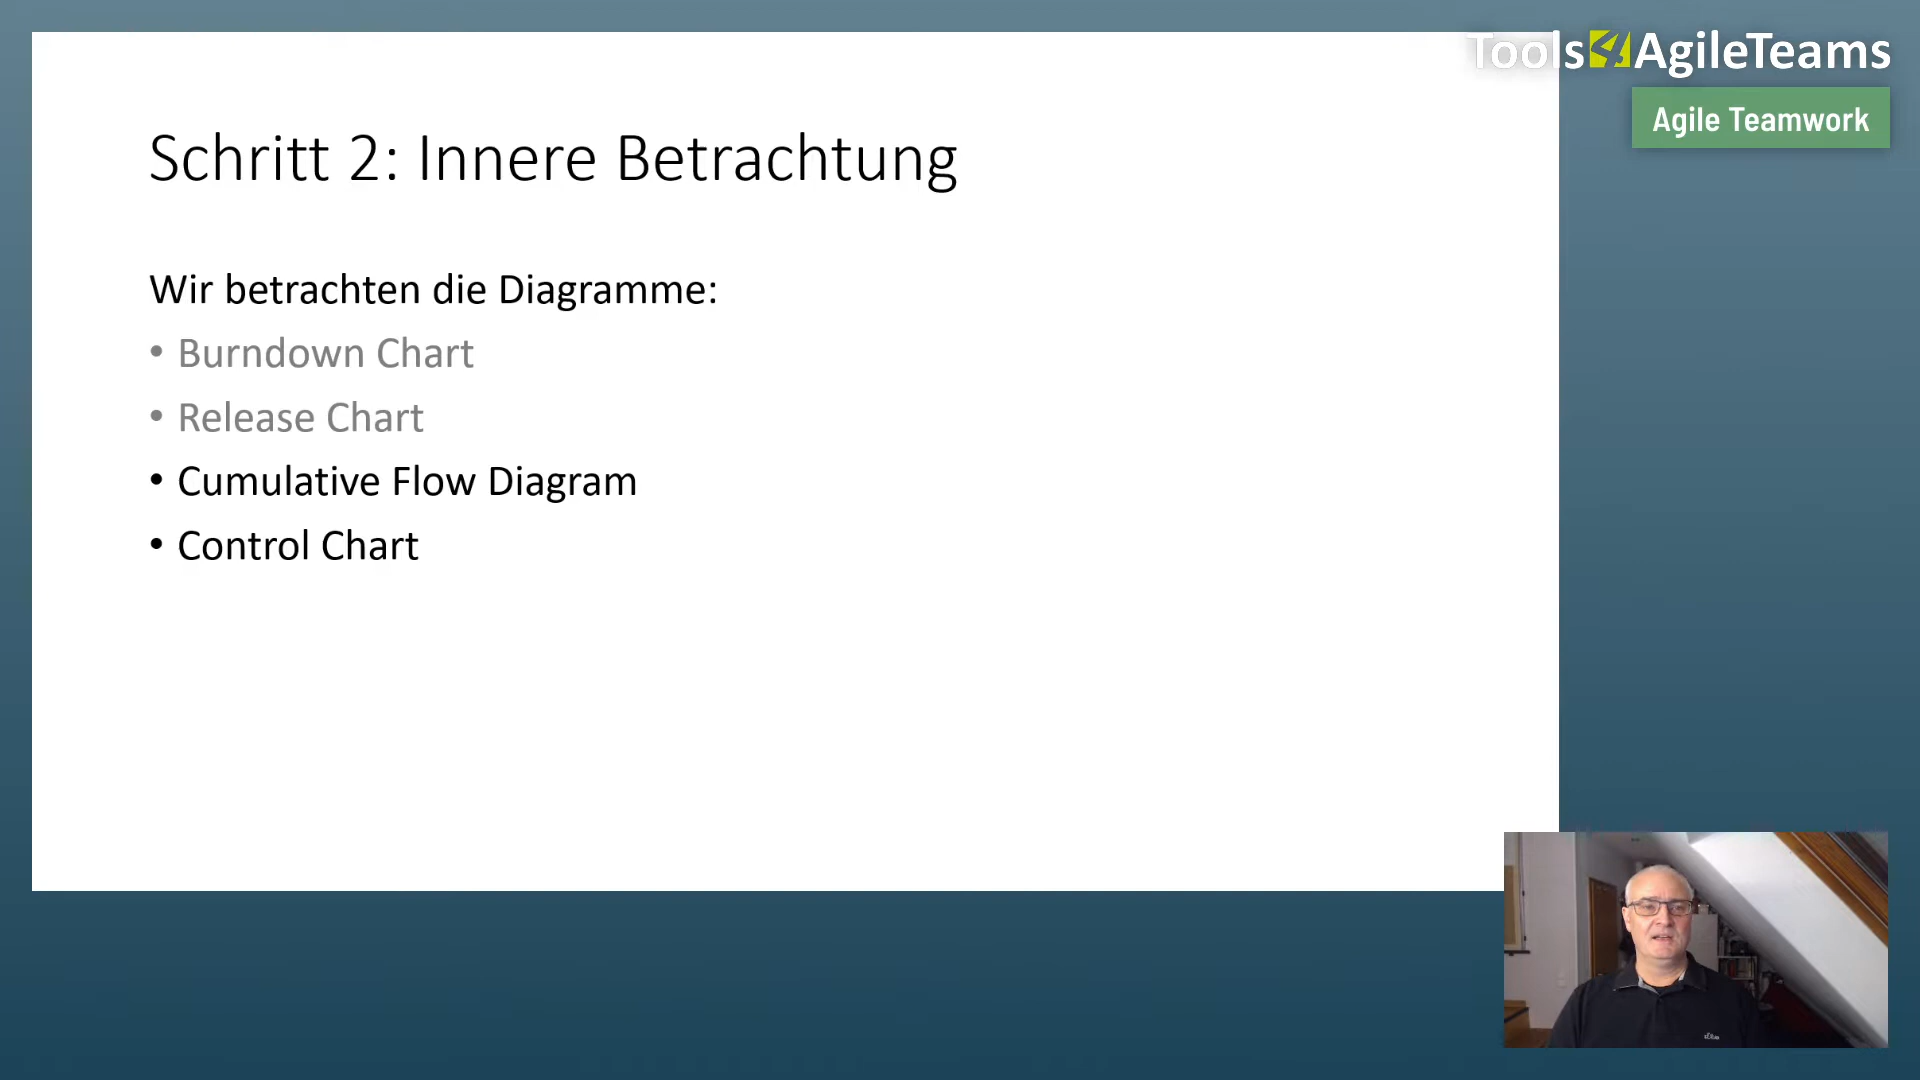 Tools4AgileTeams
Agile Teamwork
Schritt 2: Innere Betrachtung
Wir betrachten die Diagramme:
• Burndown Chart
• Release Chart
• Cumulative Flow Diagram
• Control Chart